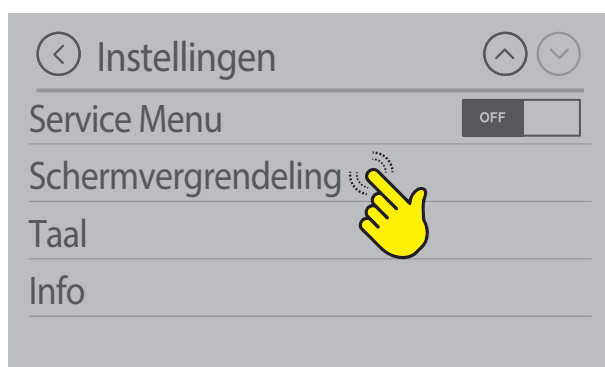 Instellingen
Service Menu OFF
Schermvergrendeling
Taal
Info